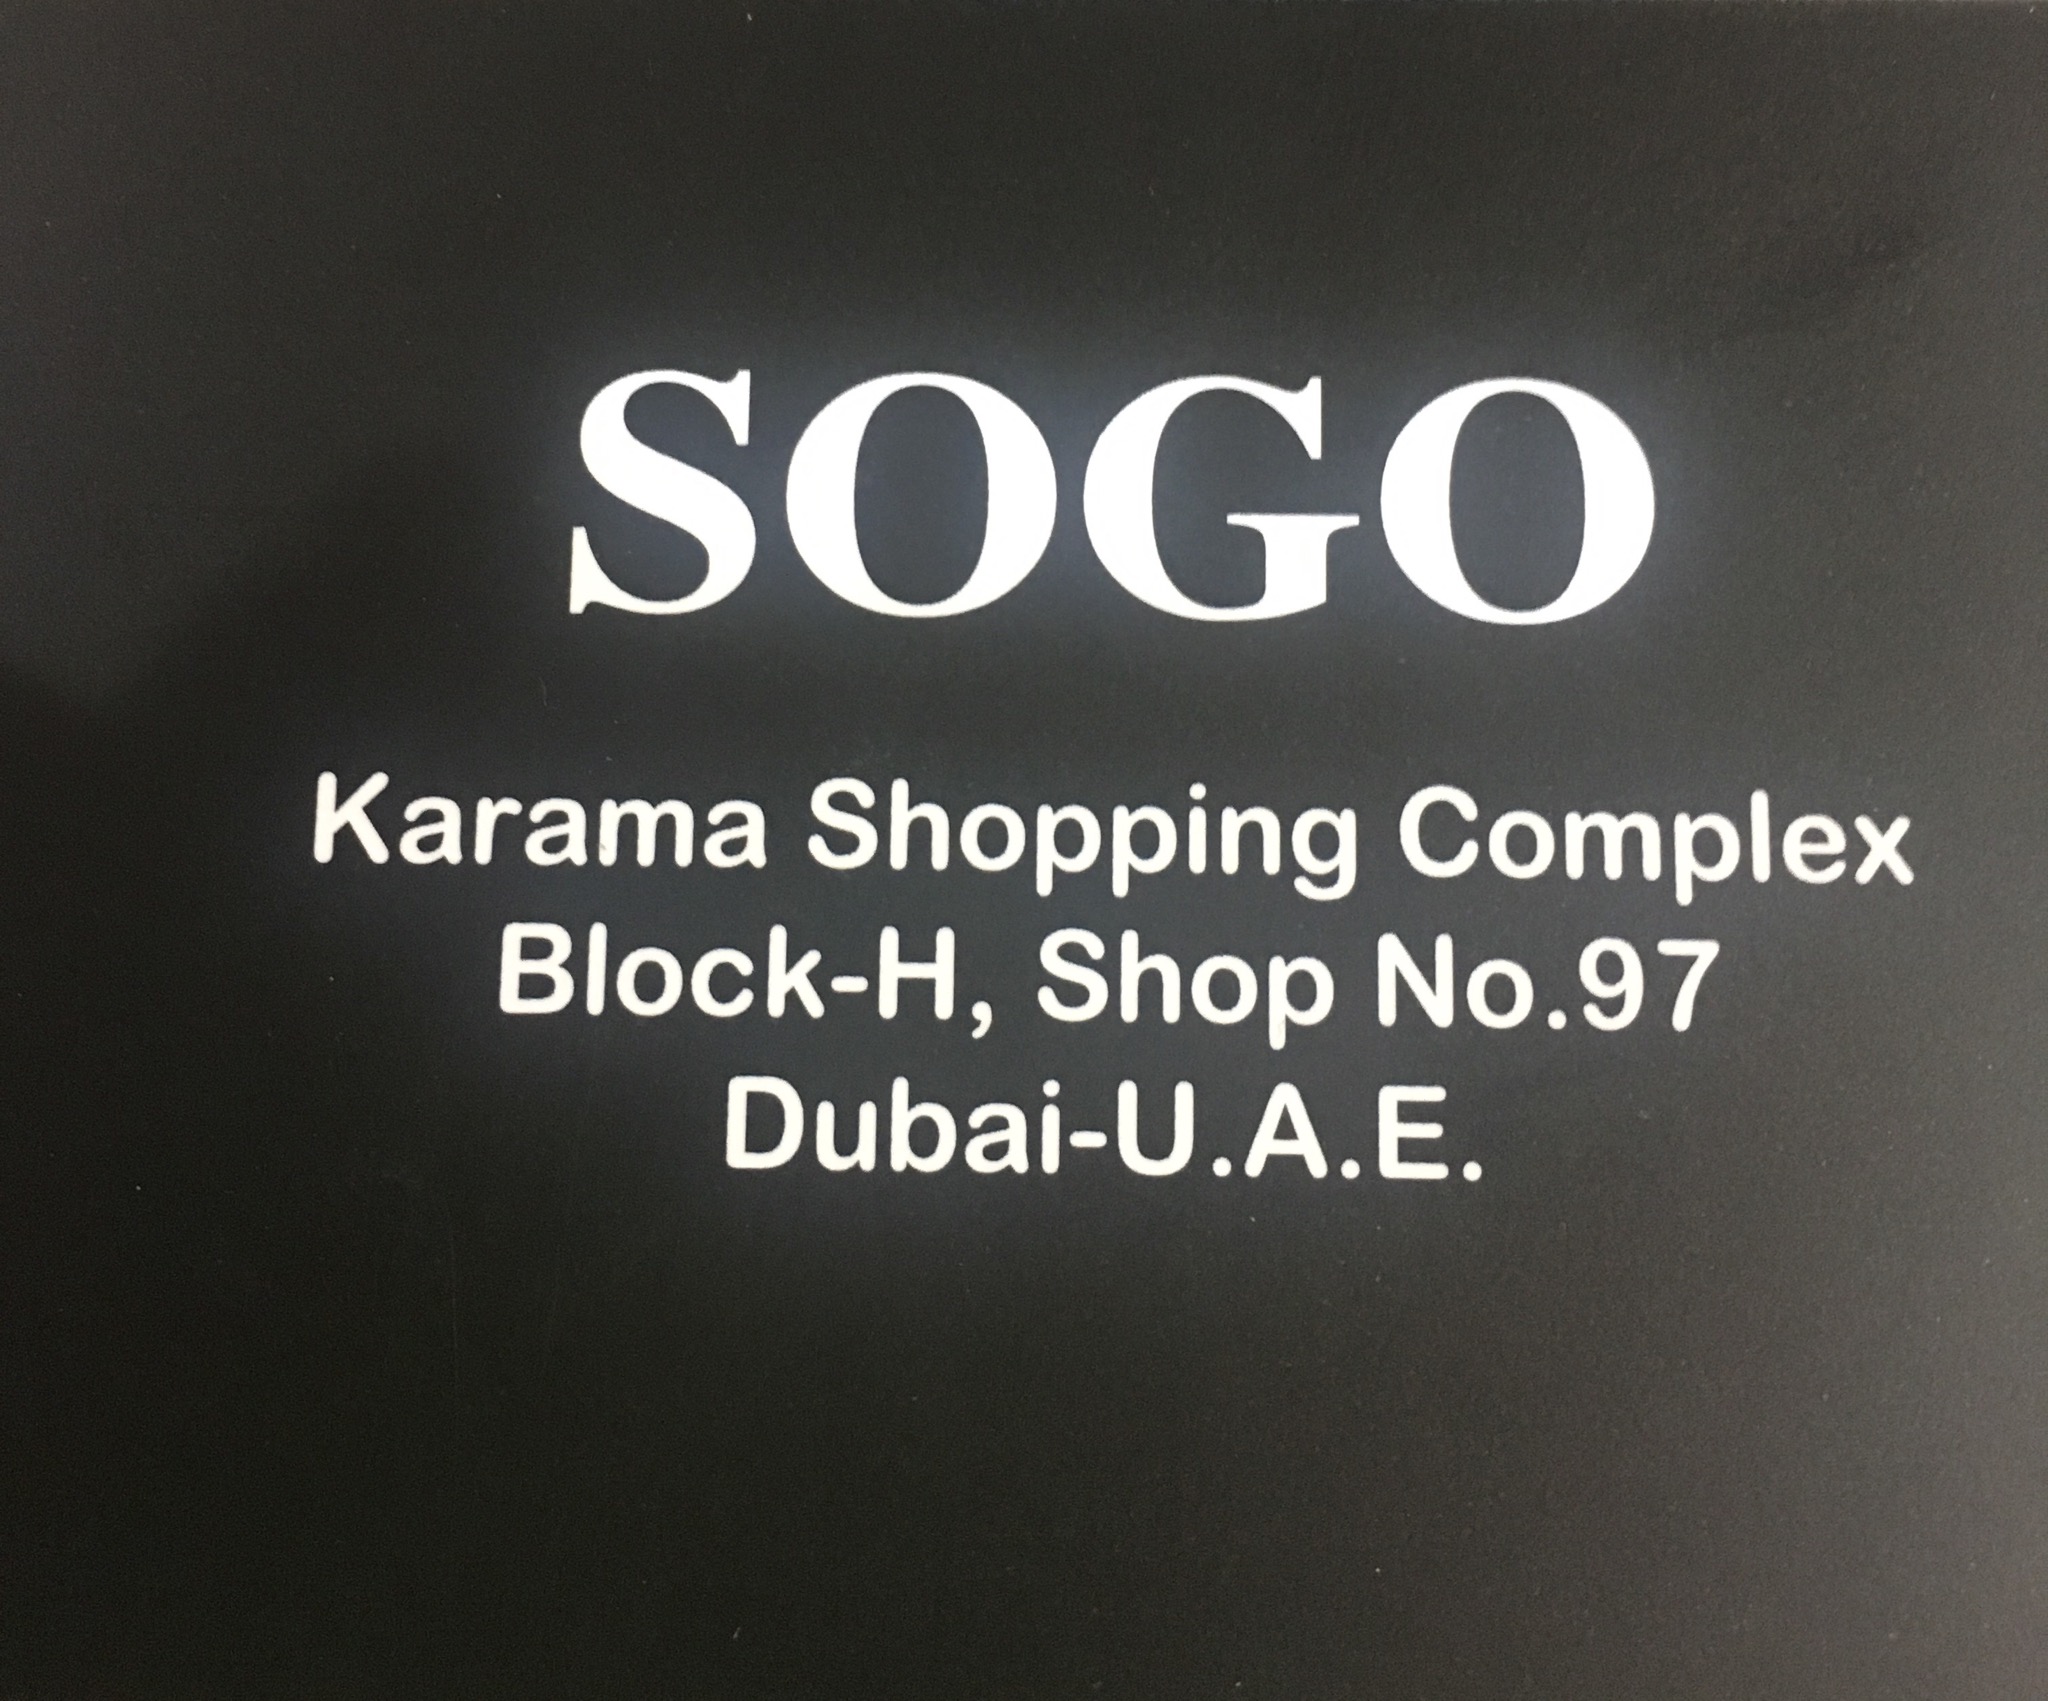 SOGO
Karama Shopping Complex
Block-H, Shop No.97
Dubai-U.A.E.